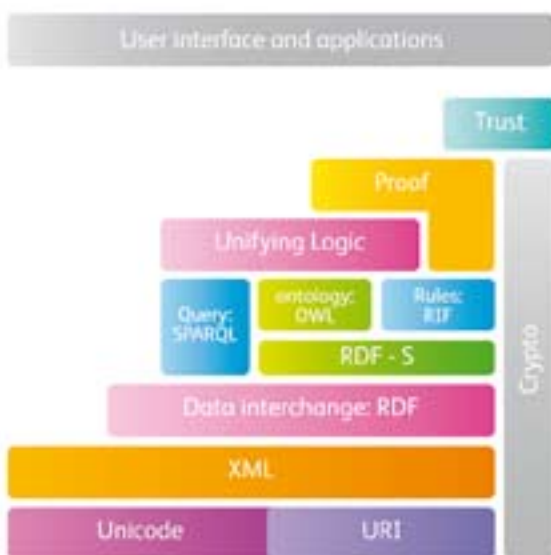 User interface and applications
Trust
Proof
Unifying Logic
Query:
SPARQL
ontology:
OWL
Rules:
RIF
RDF - S
Crypto
Data interchange: RDF
XML
Unicode
URI